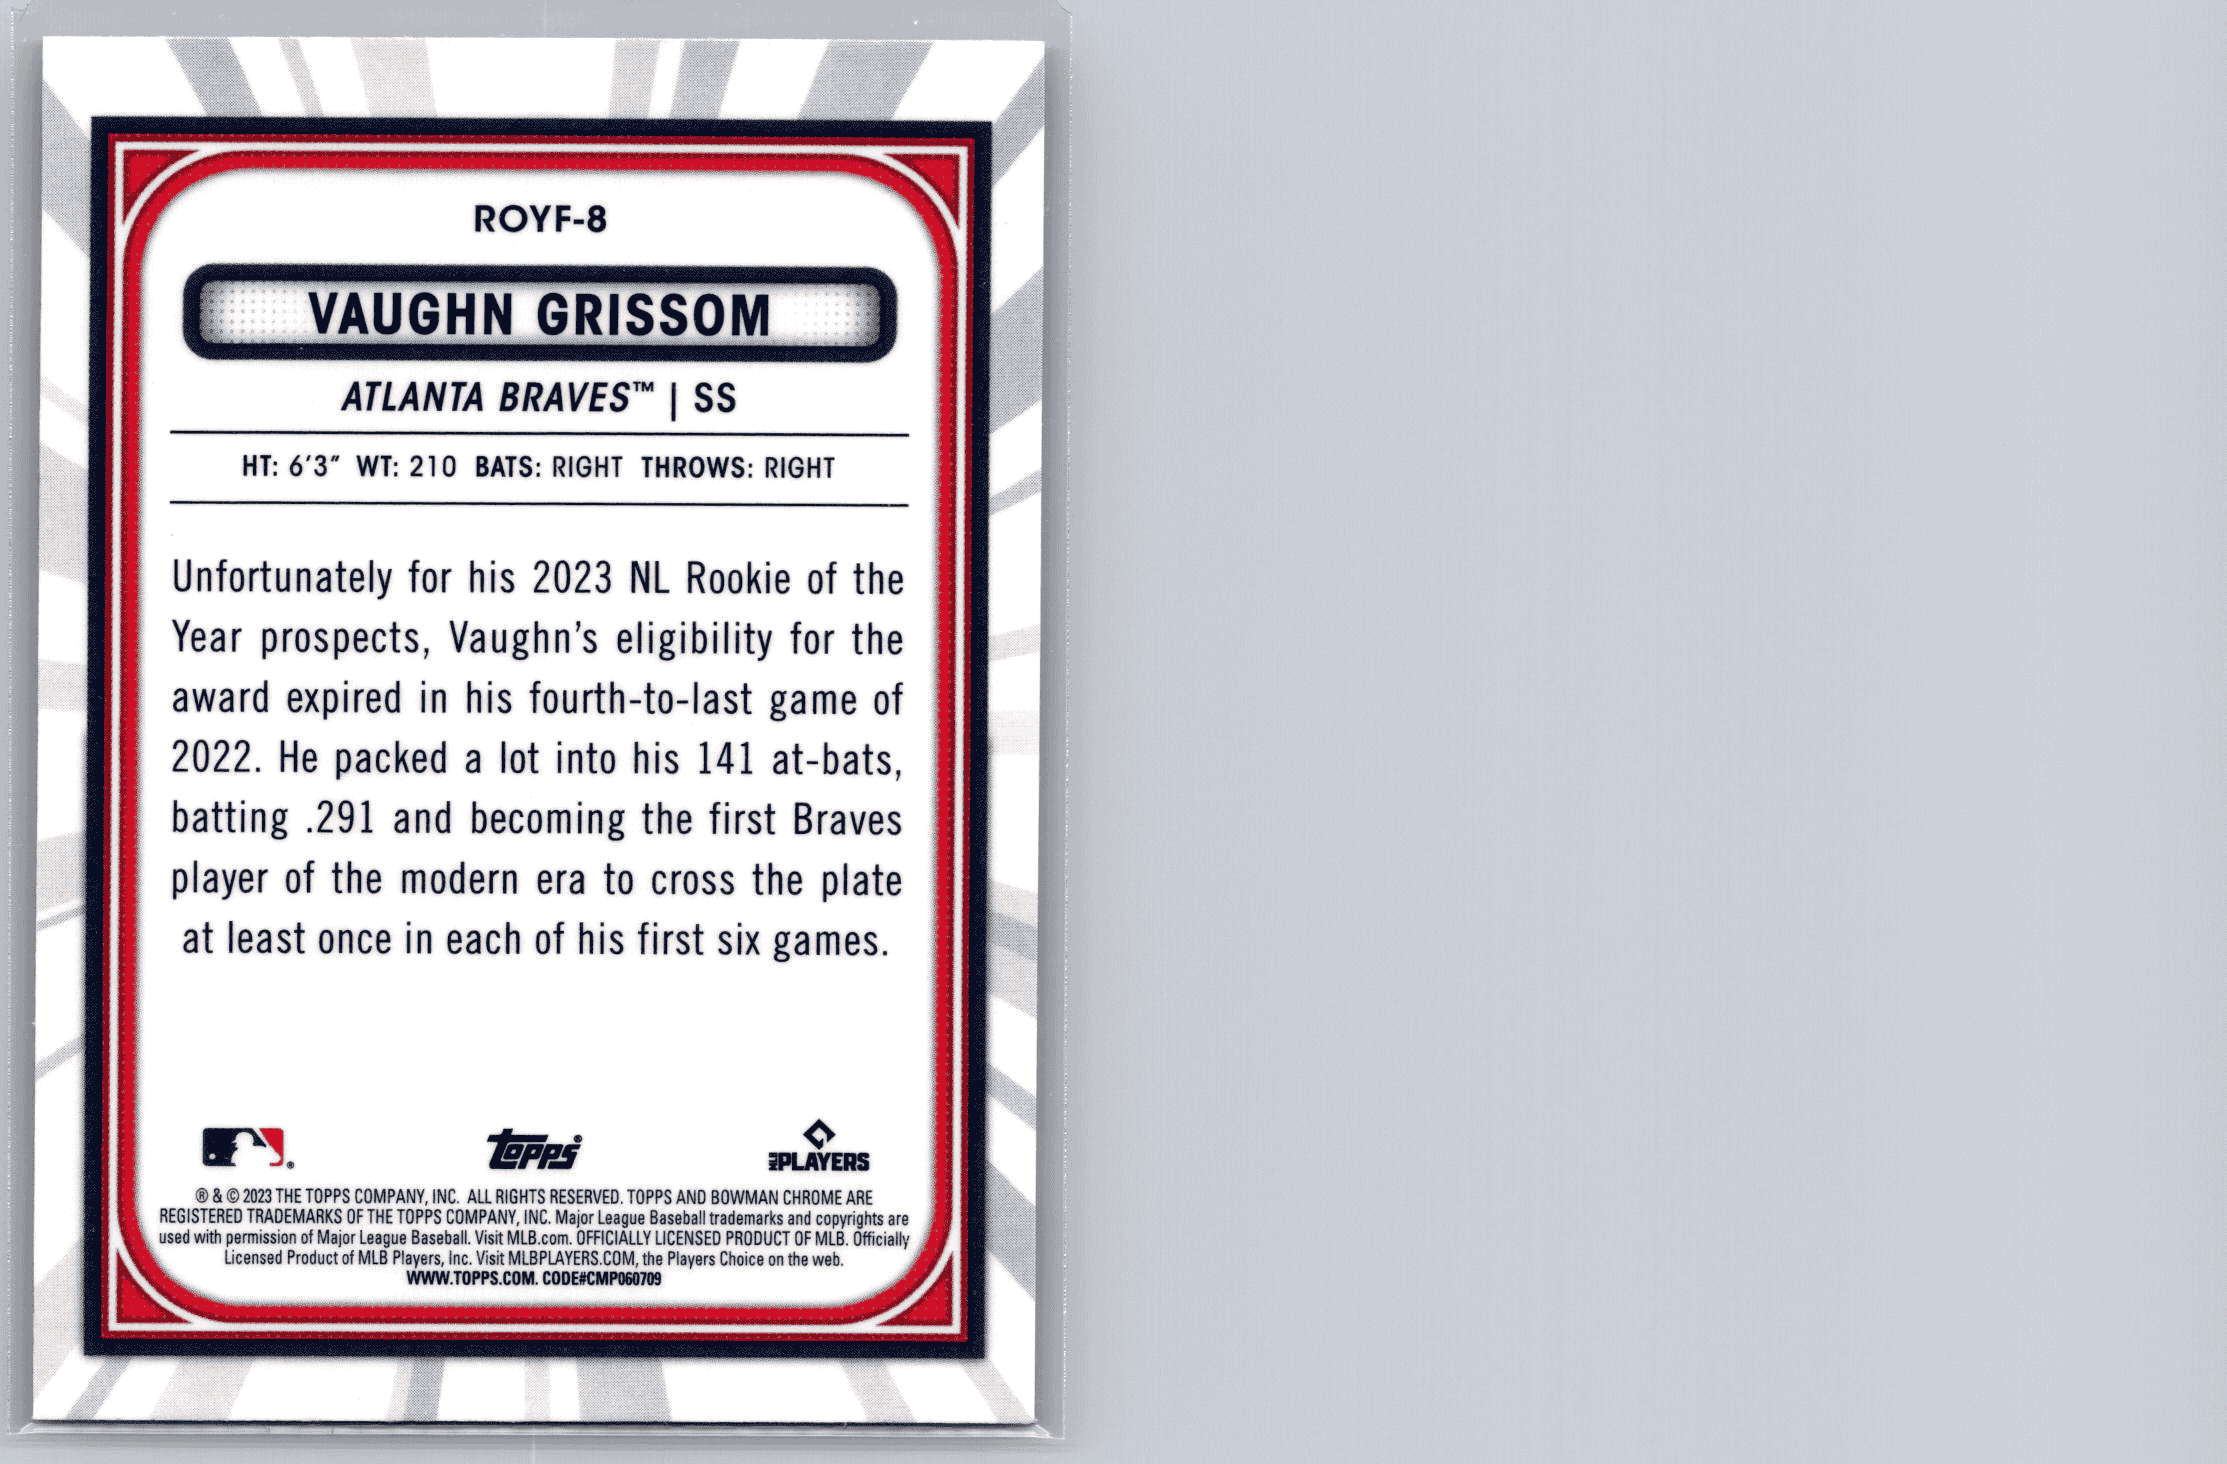 ROYF-8
VAUGHN GRISSOM
ATLANTA BRAVES™ | SS
HT: 6'3" WT: 210 BATS: RIGHT THROWS: RIGHT
Unfortunately for his 2023 NL Rookie of the
Year prospects, Vaughn's eligibility for the
award expired in his fourth-to-last game of
2022. He packed a lot into his 141 at-bats,
batting .291 and becoming the first Braves
player of the modern era to cross the plate
at least once in each of his first six games.
®
topps®
MLB PLAYERS
® & © 2023 THE TOPPS COMPANY, INC. ALL RIGHTS RESERVED. TOPPS AND BOWMAN CHROME ARE
REGISTERED TRADEMARKS OF THE TOPPS COMPANY, INC. Major League Baseball trademarks and copyrights are
used with permission of Major League Baseball. Visit MLB.com. OFFICIALLY LICENSED PRODUCT OF MLB. Officially
Licensed Product of MLB Players, Inc. Visit MLBPLAYERS.COM, the Players Choice on the web.
WWW.TOPPS.COM. CODE#CMP060709